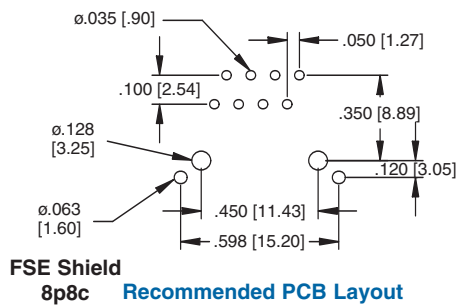 ø.035 [.90]
.050 [1.27]
.100 [2.54]
.350 [8.89]
ø.128
[3.25]
.120 [3.05]
ø.063
[1.60]
.450 [11.43]
.598 [15.20]
FSE Shield
8p8c Recommended PCB Layout